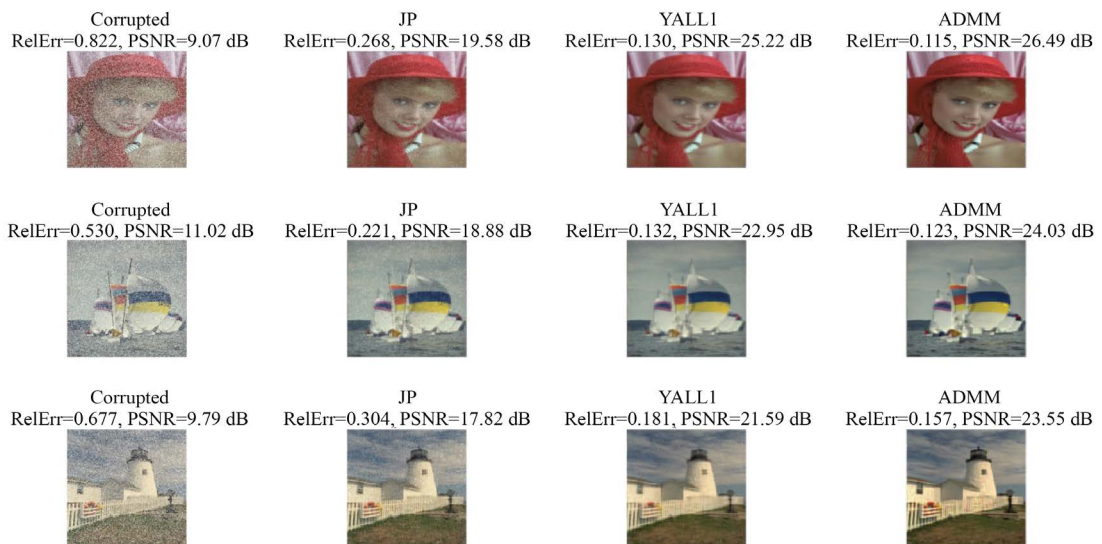 Corrupted
RelErr=0.822, PSNR=9.07 dB
JP
RelErr=0.268, PSNR=19.58 dB
YALL1
RelErr=0.130, PSNR=25.22 dB
ADMM
RelErr=0.115, PSNR=26.49 dB
Corrupted
RelErr=0.530, PSNR=11.02 dB
JP
RelErr=0.221, PSNR=18.88 dB
YALL1
RelErr=0.132, PSNR=22.95 dB
ADMM
RelErr=0.123, PSNR=24.03 dB
Corrupted
RelErr=0.677, PSNR=9.79 dB
JP
RelErr=0.304, PSNR=17.82 dB
YALL1
RelErr=0.181, PSNR=21.59 dB
ADMM
RelErr=0.157, PSNR=23.55 dB